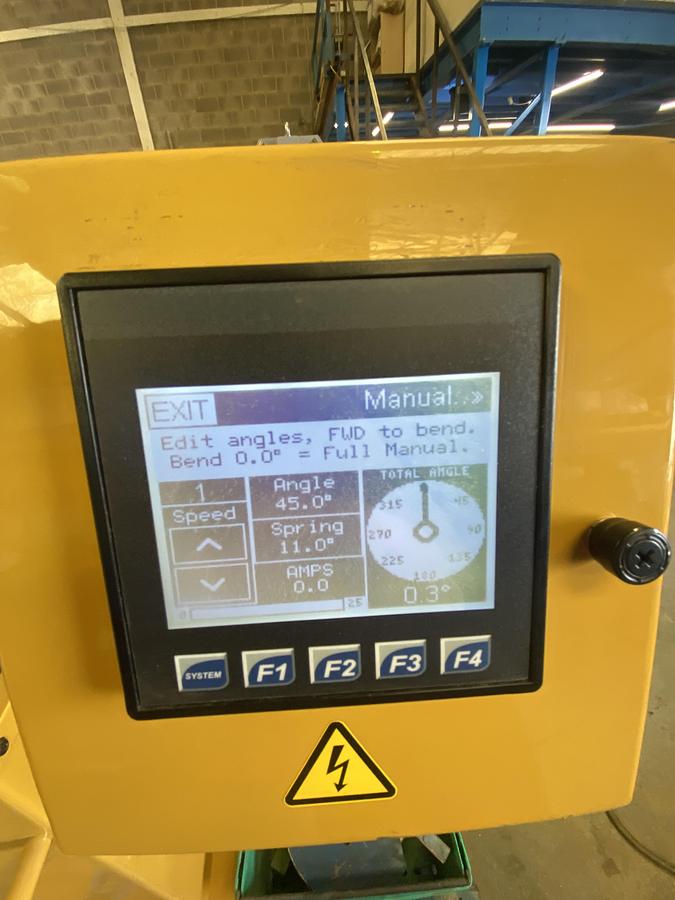 EXIT
Manual..»
Edit angles, FWD to bend.
Bend 0.0° = Full Manual.
1
Speed
Angle
45.0°
Spring
11.0°
AMPS
0.0
0
25
TOTAL ANGLE
315
45
270
90
225
135
180
0.3°
SYSTEM
F1
F2
F3
F4